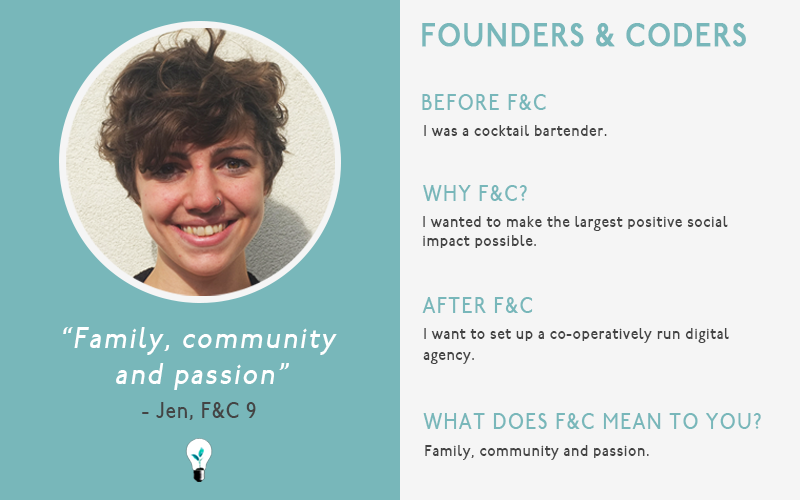 “Family, community
and passion”
- Jen, F&C 9
FOUNDERS & CODERS
BEFORE F&C
I was a cocktail bartender.
WHY F&C?
I wanted to make the largest positive social
impact possible.
AFTER F&C
I want to set up a co-operatively run digital
agency.
WHAT DOES F&C MEAN TO YOU?
Family, community and passion.